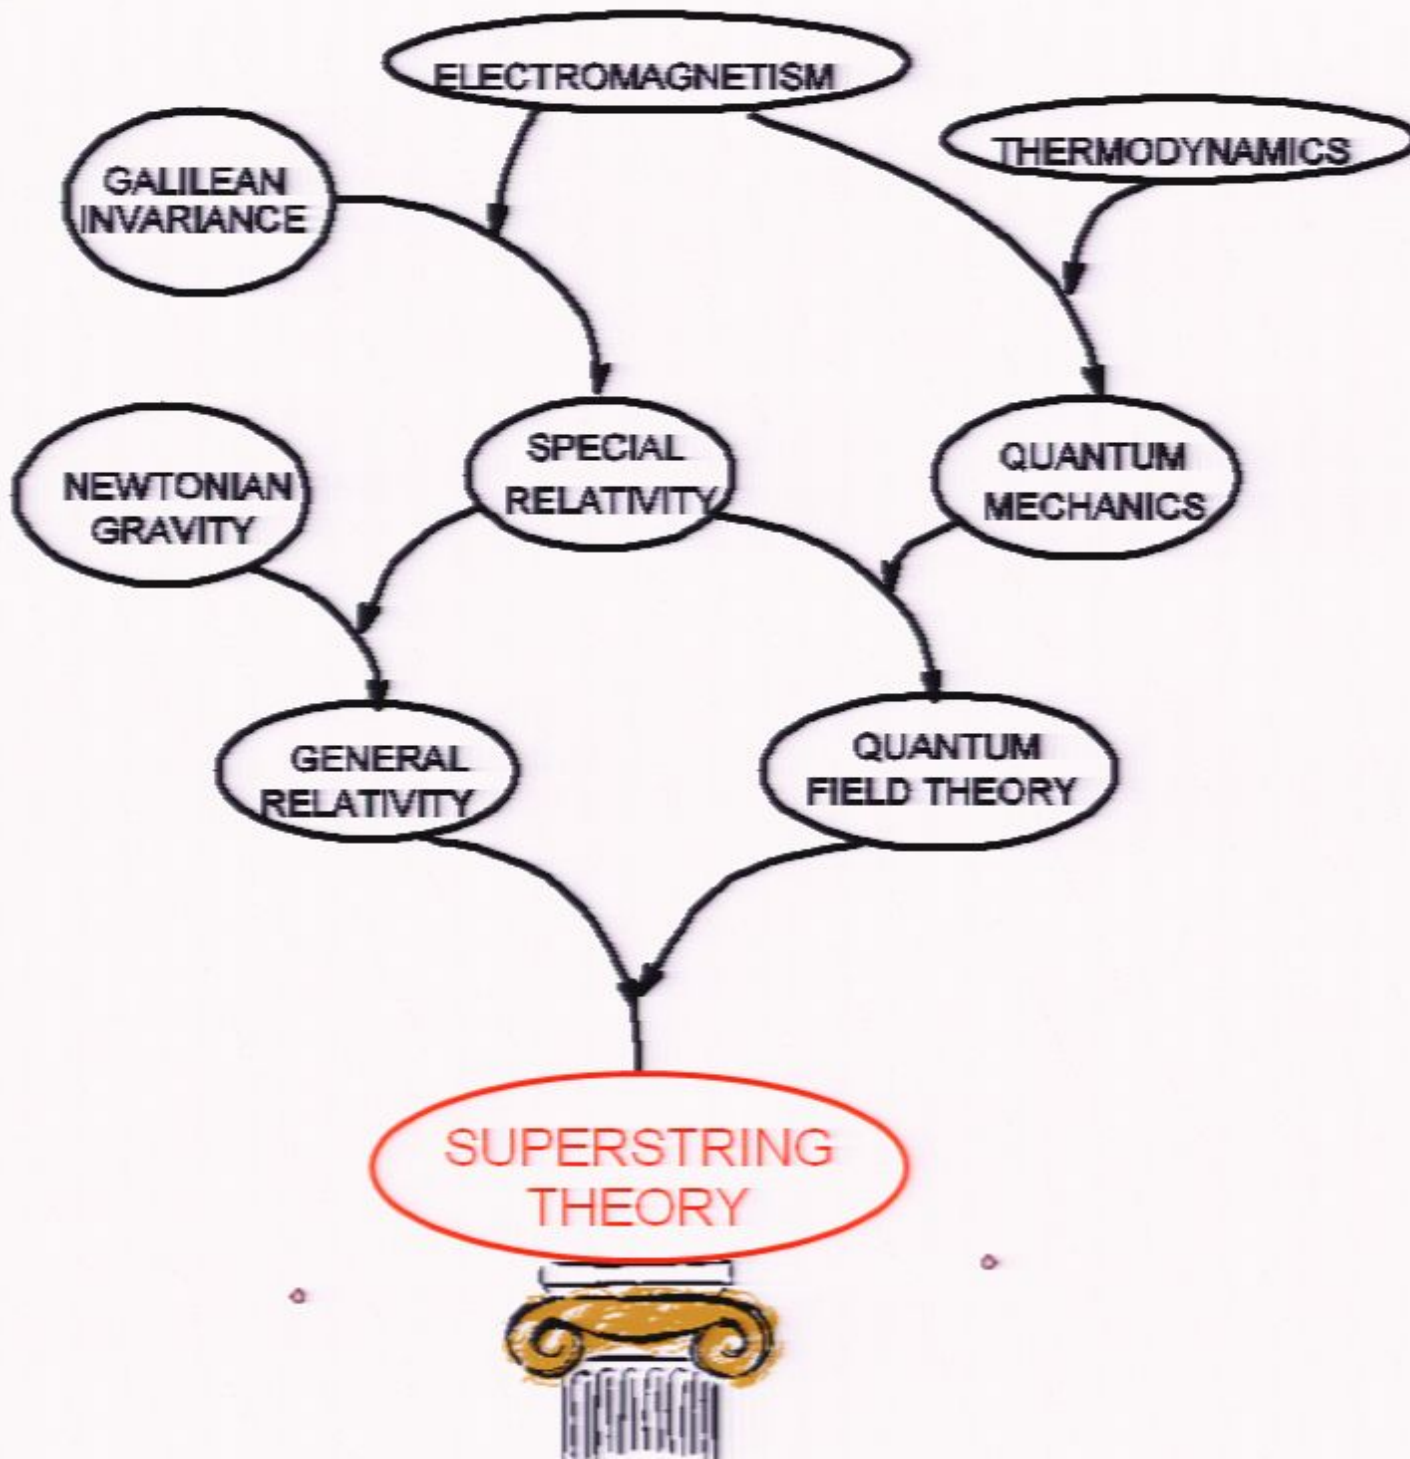 ELECTROMAGNETISM
THERMODYNAMICS
GALILEAN
INVARIANCE
SPECIAL
RELATIVITY
QUANTUM
MECHANICS
NEWTONIAN
GRAVITY
GENERAL
RELATIVITY
QUANTUM
FIELD THEORY
SUPERSTRING
THEORY